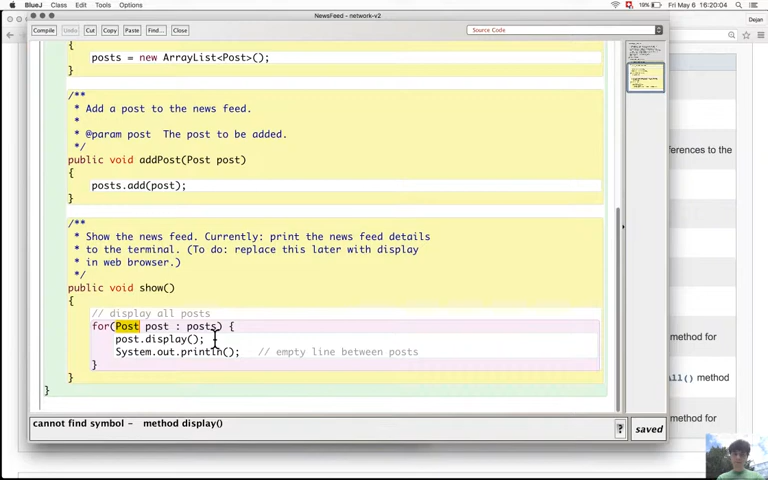 BlueJ Class Edit Tools Options
19% Fri May 6 16:20:04
NewsFeed - network-v2
Dejan
Compile Undo Cut Copy Paste Find... Close
Source Code
{
posts = new ArrayList<Post>();
}
/**
* Add a post to the news feed.
*
* @param post The post to be added.
*/
public void addPost(Post post)
{
posts.add(post);
}
/**
* Show the news feed. Currently: print the news feed details
* to the terminal. (To do: replace this later with display
* in web browser.)
*/
public void show()
{
// display all posts
for(Post post : posts) {
post.display();
System.out.println(); // empty line between posts
}
}
}
ferences to the
method for
All() method
method for
cannot find symbol - method display()
?
saved